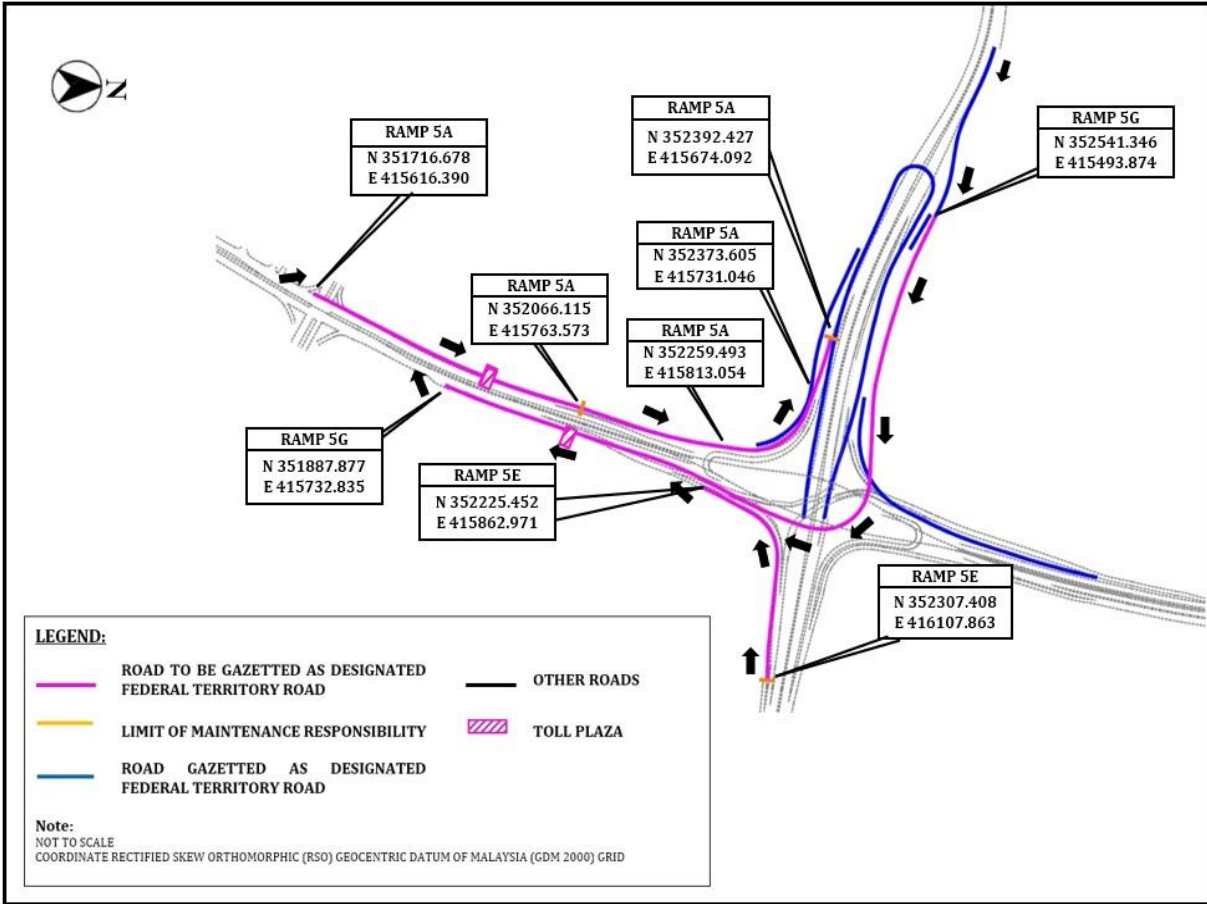 N
RAMP 5A
N 351716.678
E 415616.390
RAMP 5A
N 352392.427
E 415674.092
RAMP 5G
N 352541.346
E 415493.874
RAMP 5A
N 352373.605
E 415731.046
RAMP 5A
N 352066.115
E 415763.573
RAMP 5A
N 352259.493
E 415813.054
RAMP 5G
N 351887.877
E 415732.835
RAMP 5E
N 352225.452
E 415862.971
RAMP 5E
N 352307.408
E 416107.863
LEGEND:
ROAD TO BE GAZETTED AS DESIGNATED
FEDERAL TERRITORY ROAD
LIMIT OF MAINTENANCE RESPONSIBILITY
ROAD GAZETTED AS DESIGNATED
FEDERAL TERRITORY ROAD
OTHER ROADS
TOLL PLAZA
Note:
NOT TO SCALE
COORDINATE RECTIFIED SKEW ORTHOMORPHIC (RSO) GEOCENTRIC DATUM OF MALAYSIA (GDM 2000) GRID